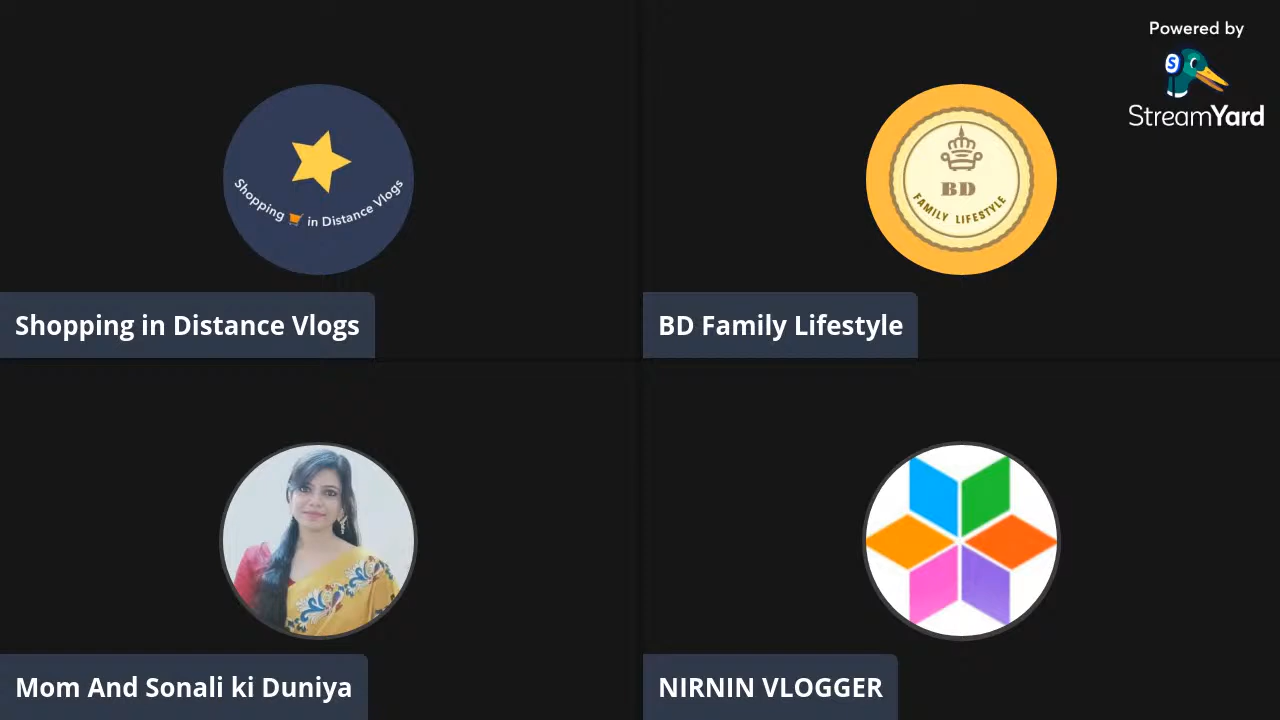 Powered by
S
StreamYard
Shopping in Distance Vlogs
Shopping in Distance Vlogs
BD
FAMILY LIFESTYLE
BD Family Lifestyle
Mom And Sonali ki Duniya
NIRNIN VLOGGER